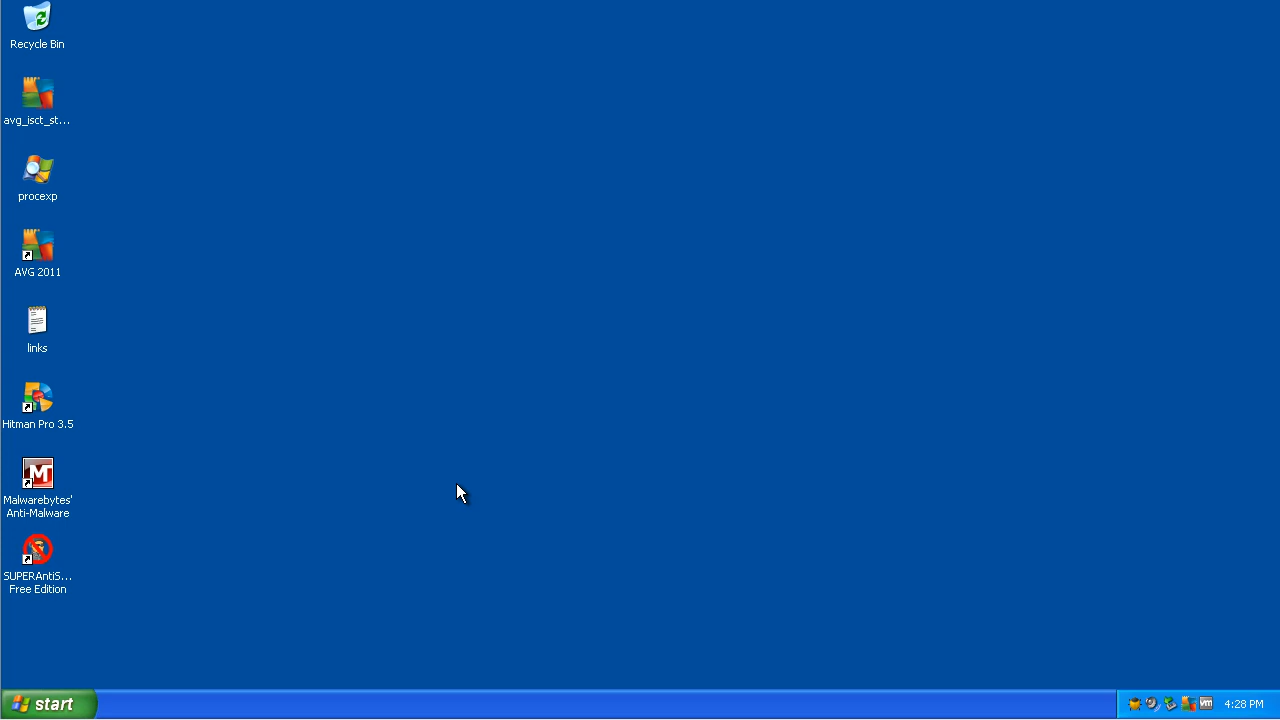 Recycle Bin
avg_isct_st...
procexp
AVG 2011
links
Hitman Pro 3.5
Malwarebytes'
Anti-Malware
SUPERAntiS...
Free Edition
start
vm
4:28 PM